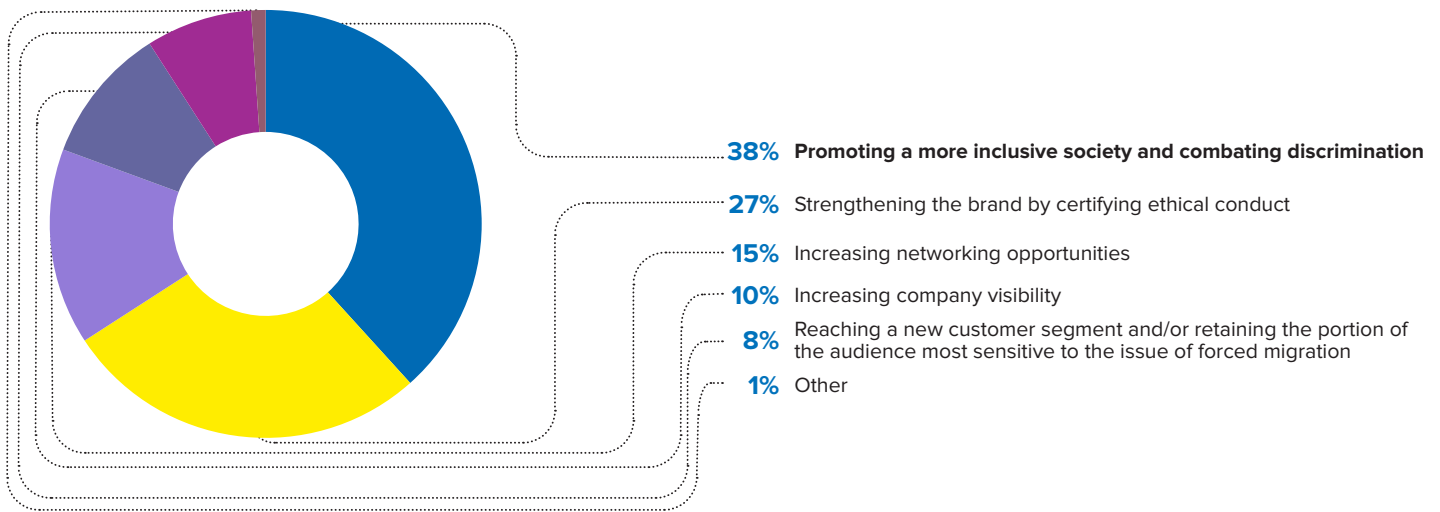 38% Promoting a more inclusive society and combating discrimination
27% Strengthening the brand by certifying ethical conduct
15% Increasing networking opportunities
10% Increasing company visibility
8% Reaching a new customer segment and/or retaining the portion of
the audience most sensitive to the issue of forced migration
1% Other